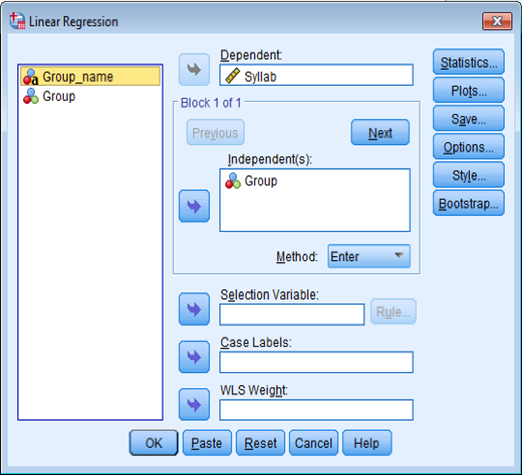 Linear Regression
Group_name
Group
Dependent:
Syllab
Block 1 of 1
Previous
Next
Independent(s):
Group
Method:
Enter
Selection Variable:
Rule...
Case Labels:
WLS Weight:
Statistics...
Plots...
Save...
Options...
Style...
Bootstrap...
OK
Paste
Reset
Cancel
Help